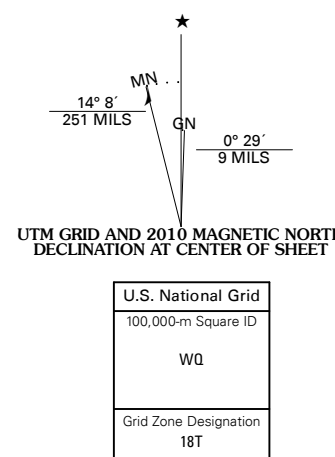 ★
MN
14° 8´
251 MILS
GN
0° 29´
9 MILS
UTM GRID AND 2010 MAGNETIC NORTH
DECLINATION AT CENTER OF SHEET
U.S. National Grid
100,000-m Square ID
WQ
Grid Zone Designation
18T